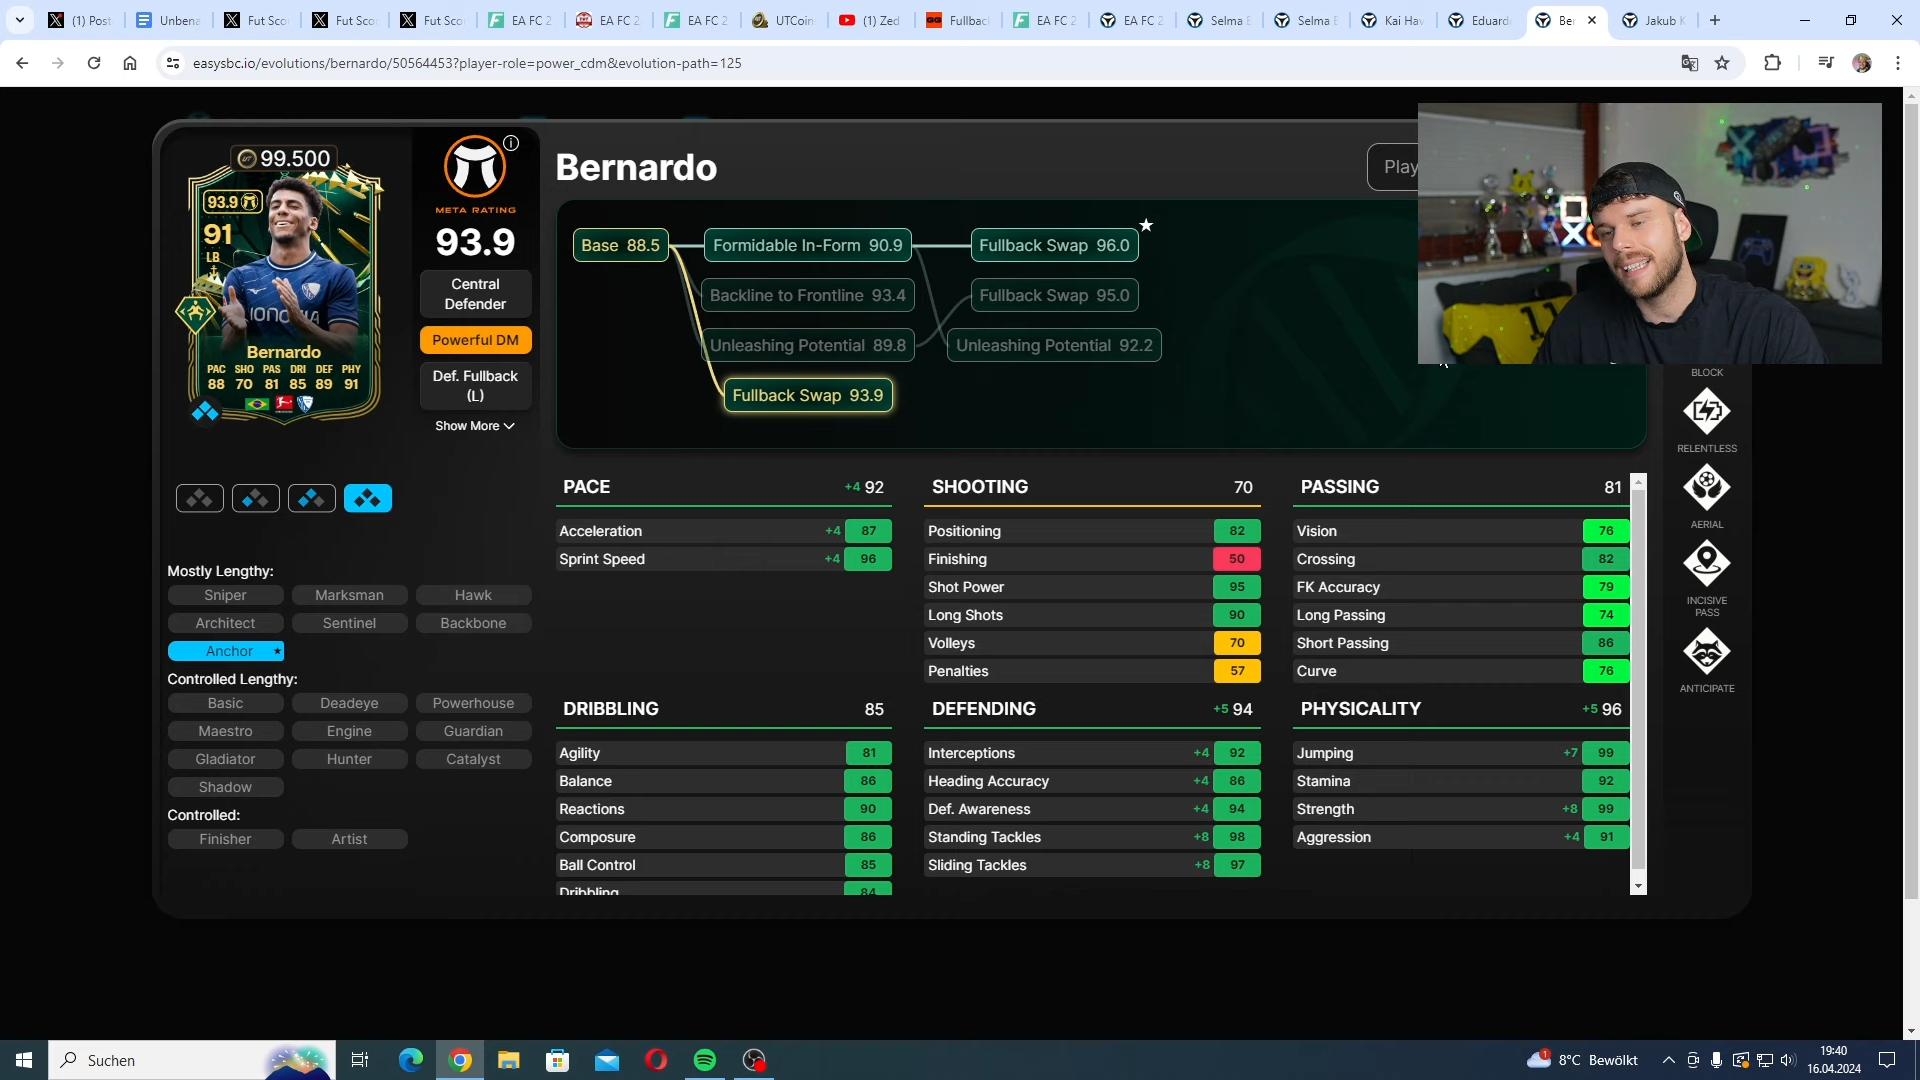 (1) Post
Unbena
Fut Sco
Fut Sco
Fut Sco
EA FC 2
EA FC 2
EA FC 2
UTCoin
(1) Zed
Fullbac
EA FC 2
EA FC 2
Selma B
Selma B
Kai Hav
Eduard
Ber
Jakub K
easysbc.io/evolutions/bernardo/50564453?player-role=power_cdm&evolution-path=125
99.500
93.9
91
LB
Bernardo
PAC SHO PAS DRI DEF PHY
88 70 81 85 89 91
META RATING
93.9
Central Defender
Powerful DM
Def. Fullback (L)
Show More
Bernardo
Play
Base 88.5
Formidable In-Form 90.9
Fullback Swap 96.0
Backline to Frontline 93.4
Fullback Swap 95.0
Unleashing Potential 89.8
Unleashing Potential 92.2
Fullback Swap 93.9
BLOCK
RELENTLESS
AERIAL
INCISIVE
PASS
ANTICIPATE
Mostly Lengthy:
Sniper Marksman Hawk
Architect Sentinel Backbone
Anchor
Controlled Lengthy:
Basic Deadeye Powerhouse
Maestro Engine Guardian
Gladiator Hunter Catalyst
Shadow
Controlled:
Finisher Artist
PACE +4 92
Acceleration +4 87
Sprint Speed +4 96
SHOOTING 70
Positioning 82
Finishing 50
Shot Power 95
Long Shots 90
Volleys 70
Penalties 57
PASSING 81
Vision 76
Crossing 82
FK Accuracy 79
Long Passing 74
Short Passing 86
Curve 76
DRIBBLING 85
Agility 81
Balance 86
Reactions 90
Composure 86
Ball Control 85
Dribbling 84
DEFENDING +5 94
Interceptions +4 92
Heading Accuracy +4 86
Def. Awareness +4 94
Standing Tackles +8 98
Sliding Tackles +8 97
PHYSICALITY +5 96
Jumping +7 99
Stamina 92
Strength +8 99
Aggression +4 91
Suchen
1
8°C Bewölkt
19:40
16.04.2024